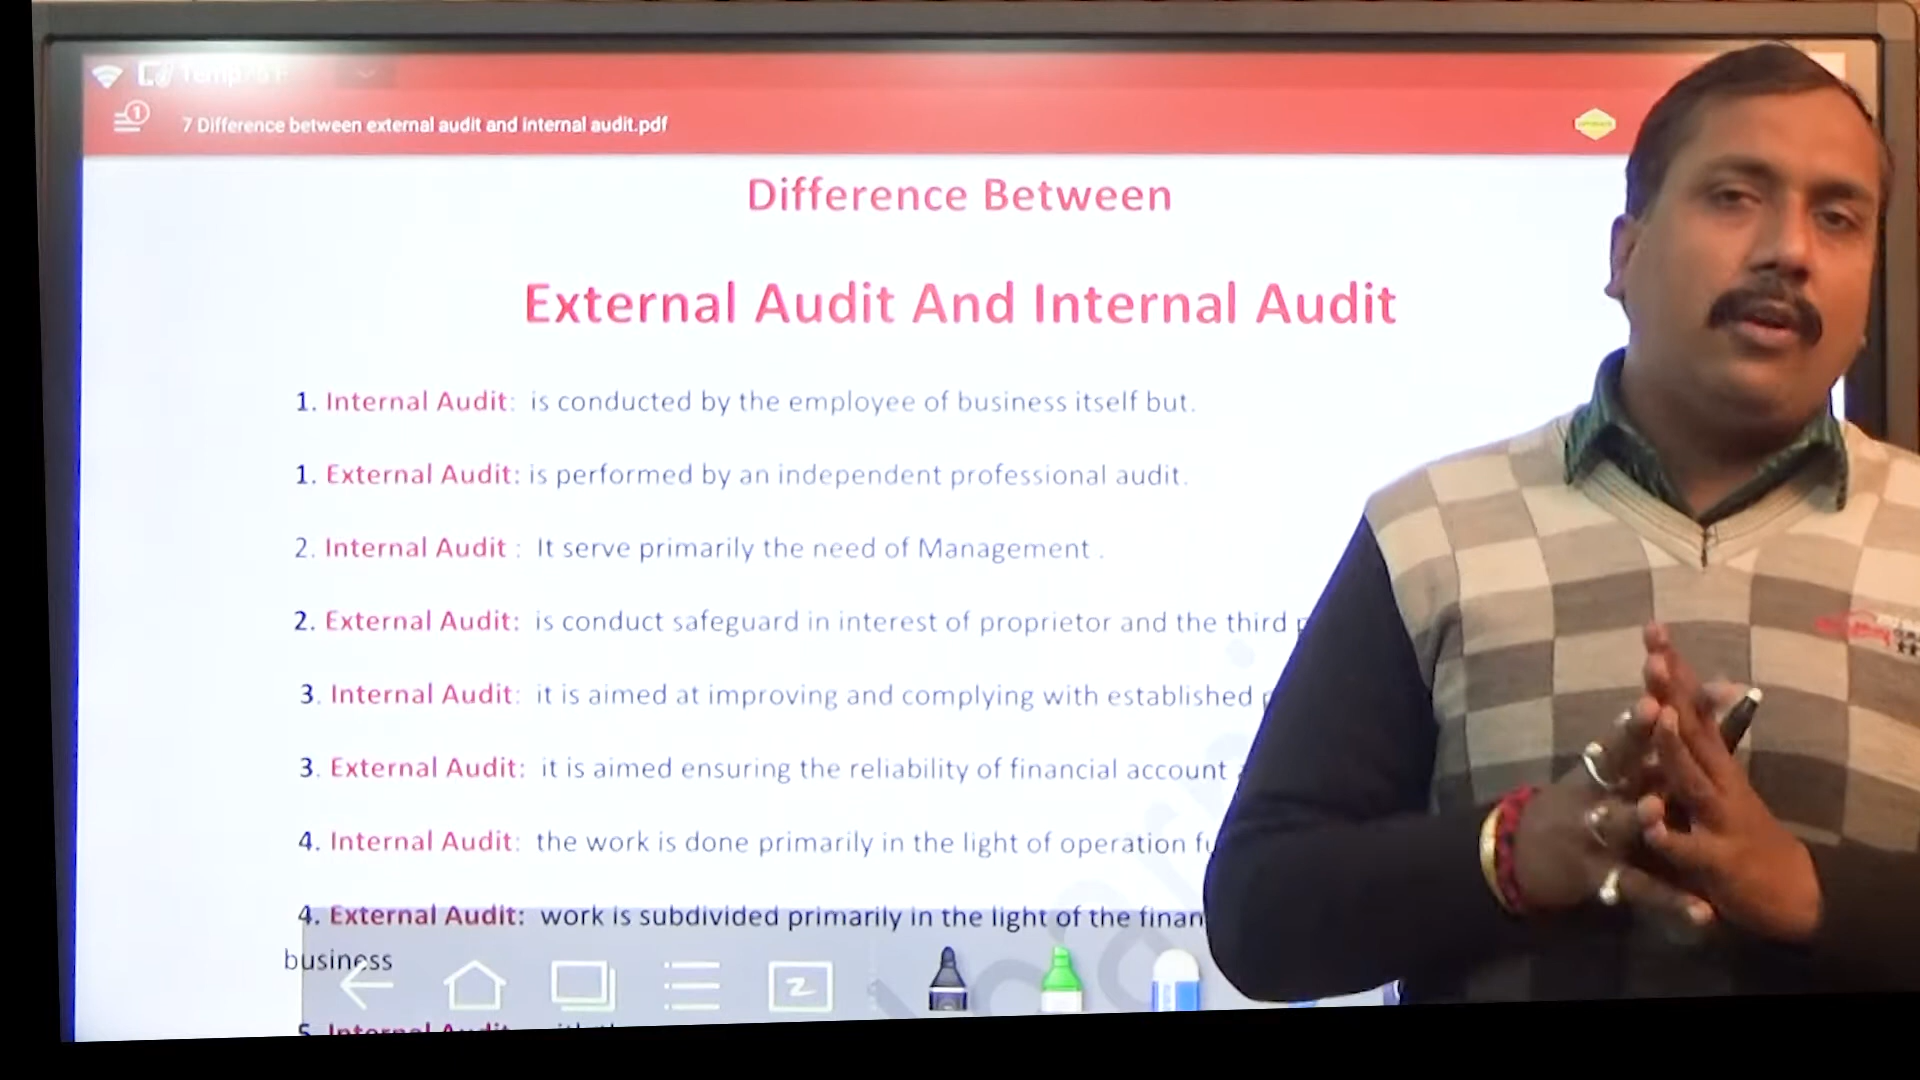 7 Difference between external audit and internal audit.pdf
Difference Between
External Audit And Internal Audit
1. Internal Audit: is conducted by the employee of business itself but.
1. External Audit: is performed by an independent professional audit.
2. Internal Audit : It serve primarily the need of Management .
2. External Audit: is conduct safeguard in interest of proprietor and the third
3. Internal Audit: it is aimed at improving and complying with established
3. External Audit: it is aimed ensuring the reliability of financial account
4. Internal Audit: the work is done primarily in the light of operation
4. External Audit: work is subdivided primarily in the light of the finan
business
5. Internal Audit